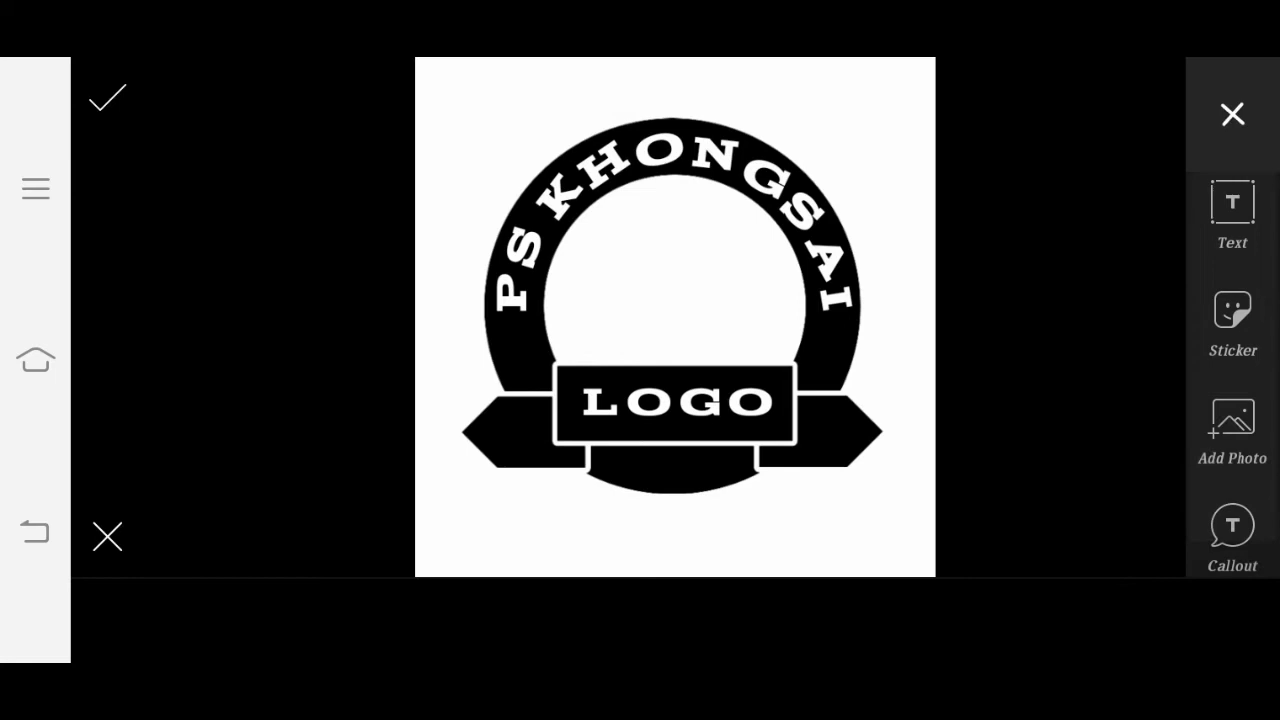 PS KHONGSAI
LOGO
T
Text
Sticker
Add Photo
T
Callout